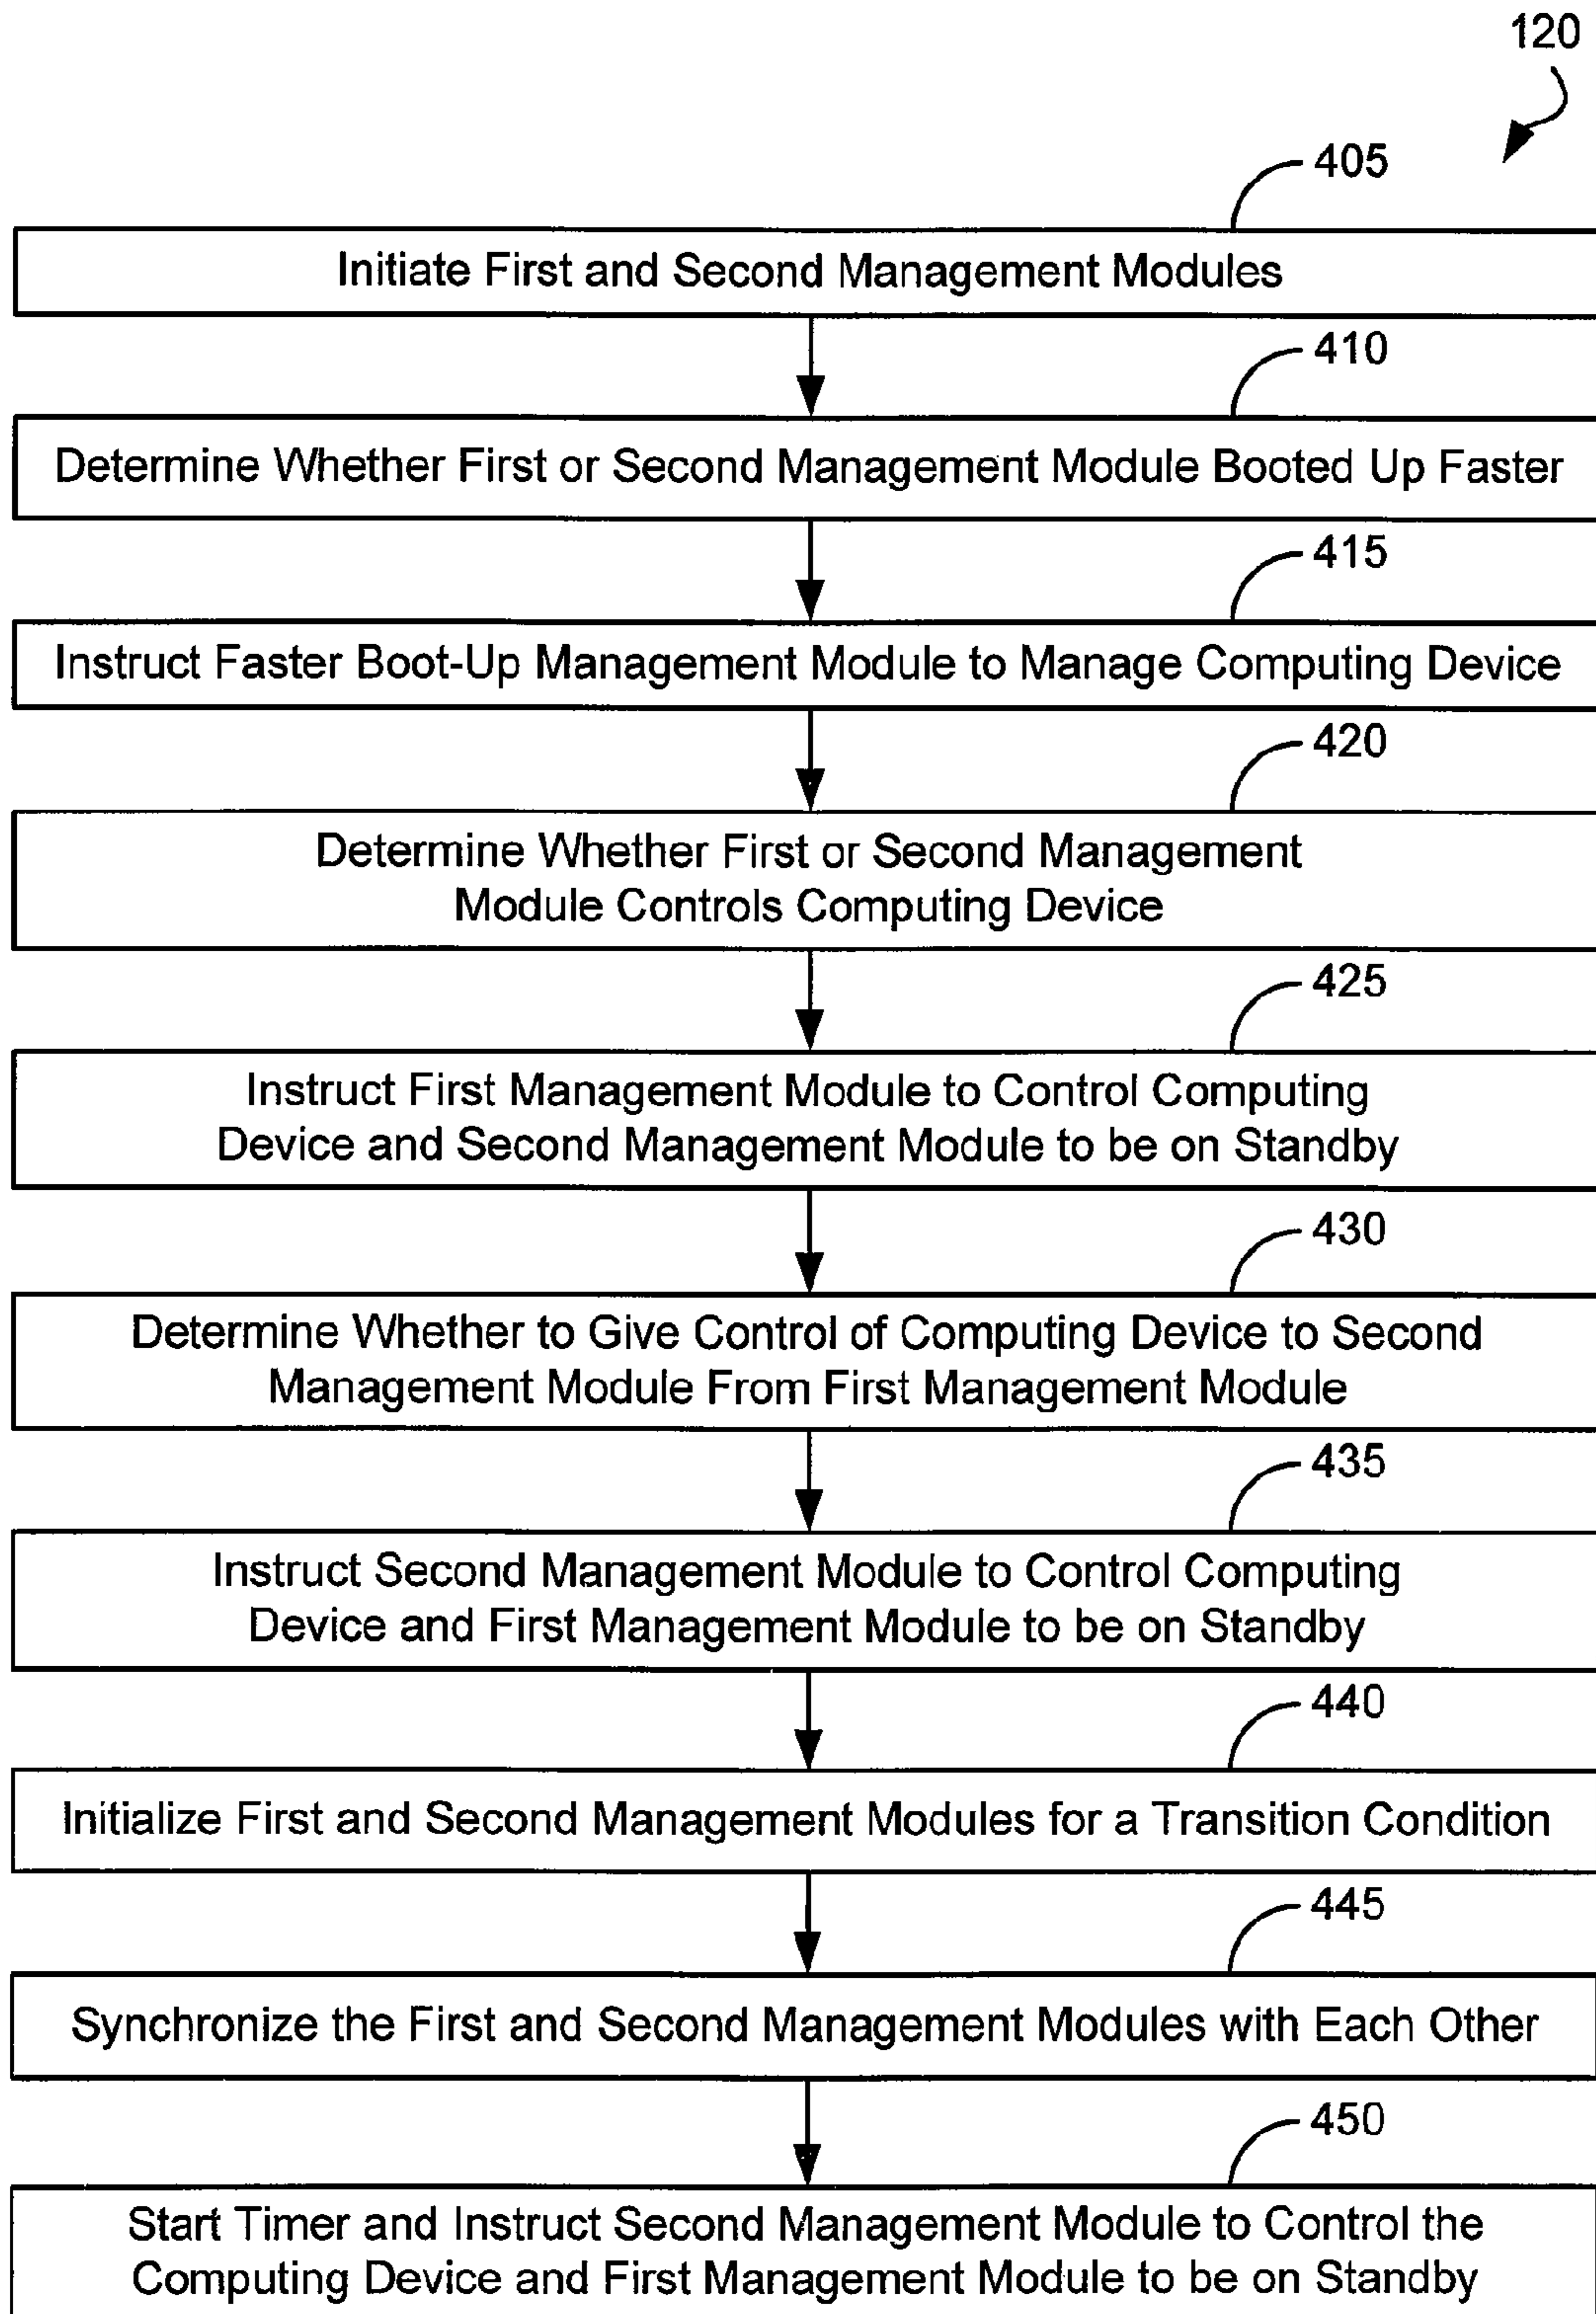 120
405
Initiate First and Second Management Modules
410
Determine Whether First or Second Management Module Booted Up Faster
415
Instruct Faster Boot-Up Management Module to Manage Computing Device
420
Determine Whether First or Second Management
Module Controls Computing Device
425
Instruct First Management Module to Control Computing
Device and Second Management Module to be on Standby
430
Determine Whether to Give Control of Computing Device to Second
Management Module From First Management Module
435
Instruct Second Management Module to Control Computing
Device and First Management Module to be on Standby
440
Initialize First and Second Management Modules for a Transition Condition
445
Synchronize the First and Second Management Modules with Each Other
450
Start Timer and Instruct Second Management Module to Control the
Computing Device and First Management Module to be on Standby